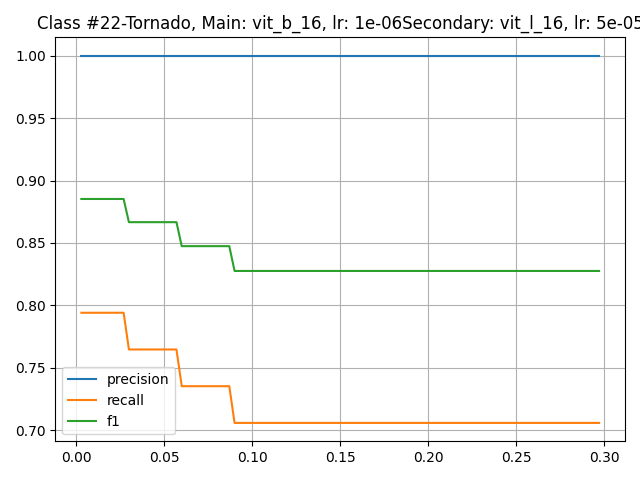 Class #22-Tornado, Main: vit_b_16, lr: 1e-06Secondary: vit_l_16, lr: 5e-05
1.00
0.95
0.90
0.85
0.80
0.75
0.70
precision
recall
f1
0.00 0.05 0.10 0.15 0.20 0.25 0.30